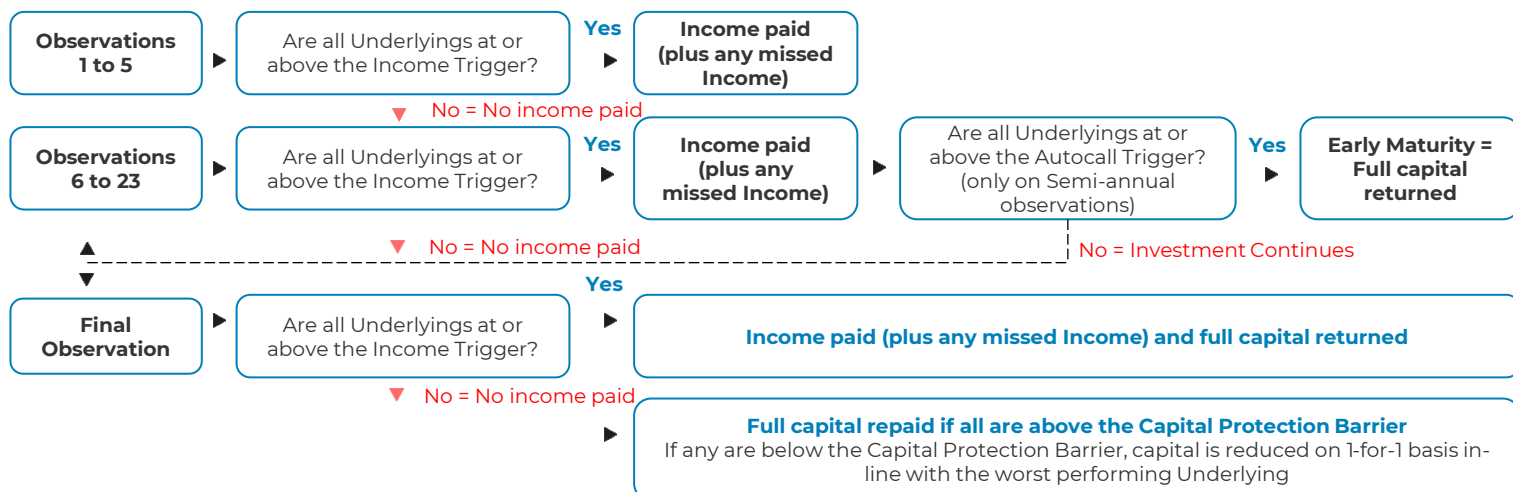 Observations
1 to 5
Are all Underlyings at or
above the Income Trigger?
Yes
Income paid
(plus any missed
Income)
No = No income paid
Observations
6 to 23
Are all Underlyings at or
above the Income Trigger?
Yes
Income paid
(plus any
missed Income)
Are all Underlyings at or
above the Autocall Trigger?
(only on Semi-annual
observations)
Yes
Early Maturity =
Full capital
returned
No = No income paid
No = Investment Continues
Final
Observation
Are all Underlyings at or
above the Income Trigger?
Yes
Income paid (plus any missed Income) and full capital returned
No = No income paid
Full capital repaid if all are above the Capital Protection Barrier
If any are below the Capital Protection Barrier, capital is reduced on 1-for-1 basis in-
line with the worst performing Underlying